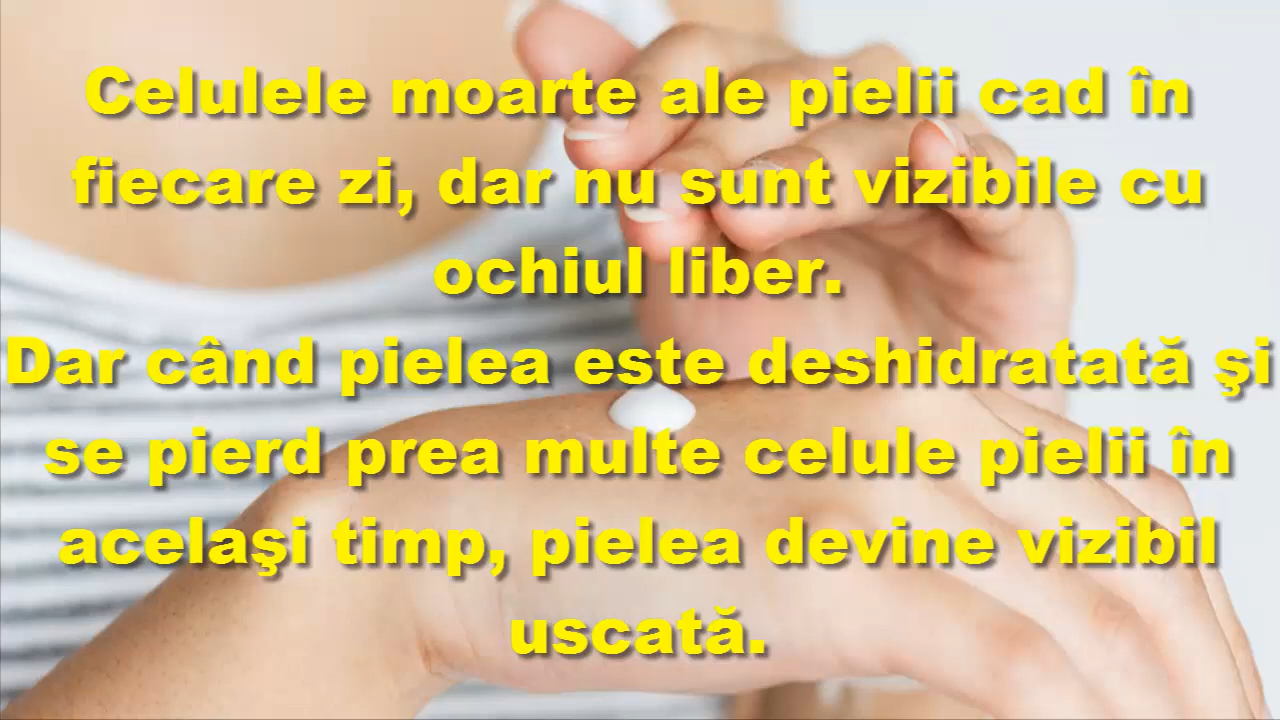 Celulele moarte ale pielii cad în
fiecare zi, dar nu sunt vizibile cu
ochiul liber.
Dar când pielea este deshidratată şi
se pierd prea multe celule pielii în
acelaşi timp, pielea devine vizibil
uscată.